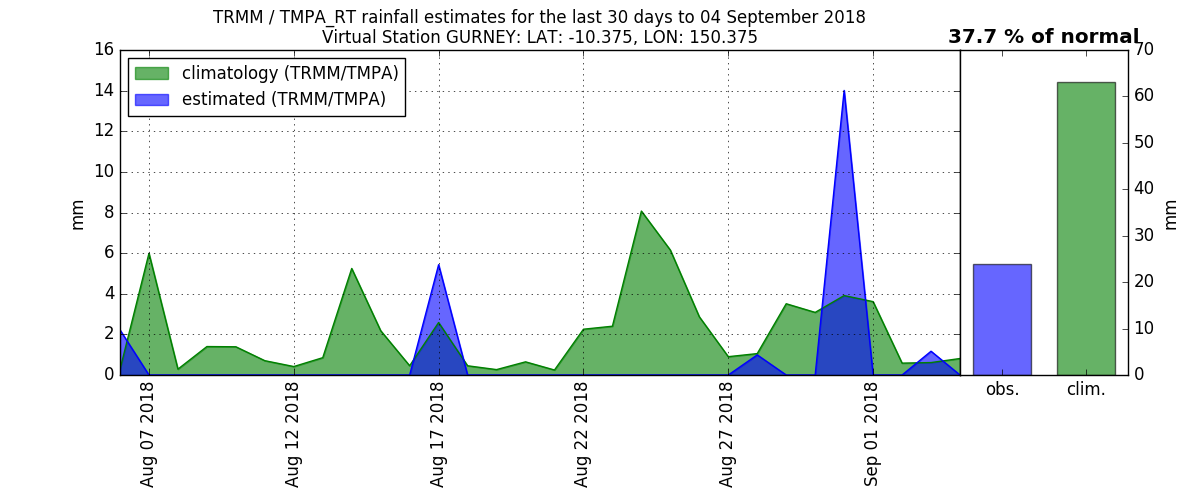 TRMM / TMPA_RT rainfall estimates for the last 30 days to 04 September 2018
Virtual Station GURNEY: LAT: -10.375, LON: 150.375
37.7 % of normal
climatology (TRMM/TMPA)
estimated (TRMM/TMPA)
mm
16
14
12
10
8
6
4
2
0
Aug 07 2018
Aug 12 2018
Aug 17 2018
Aug 22 2018
Aug 27 2018
Sep 01 2018
70
60
50
40
30
20
10
0
mm
obs.
clim.